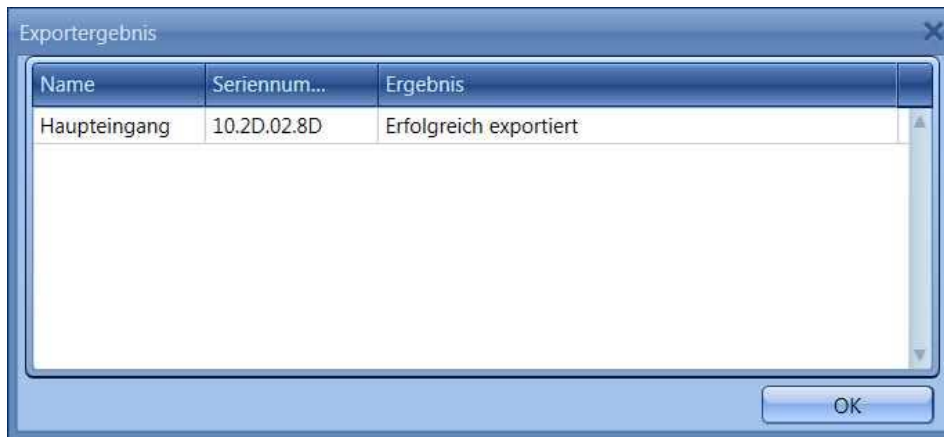 Exportergebnis
Name Seriennum... Ergebnis
Haupteingang 10.2D.02.8D Erfolgreich exportiert
OK